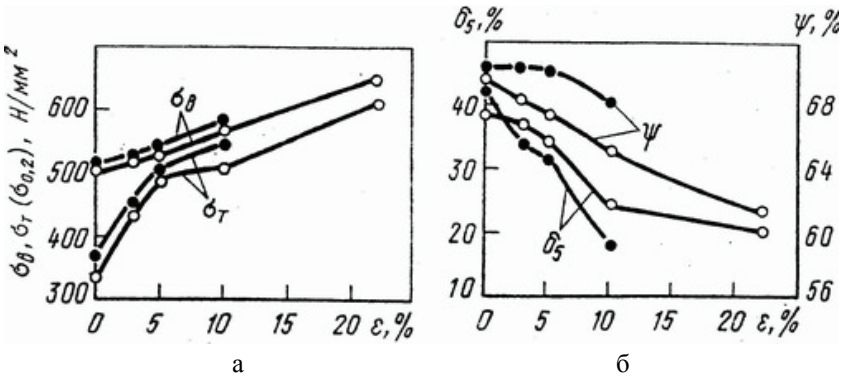 σв, σт (σ0,2), Н/мм²
600
500
400
300
σв
σт
0 5 10 15 20 ε, %
а
δ5, %
ψ, %
40
30
20
10
68
64
60
56
ψ
δ5
0 5 10 15 20 ε, %
б